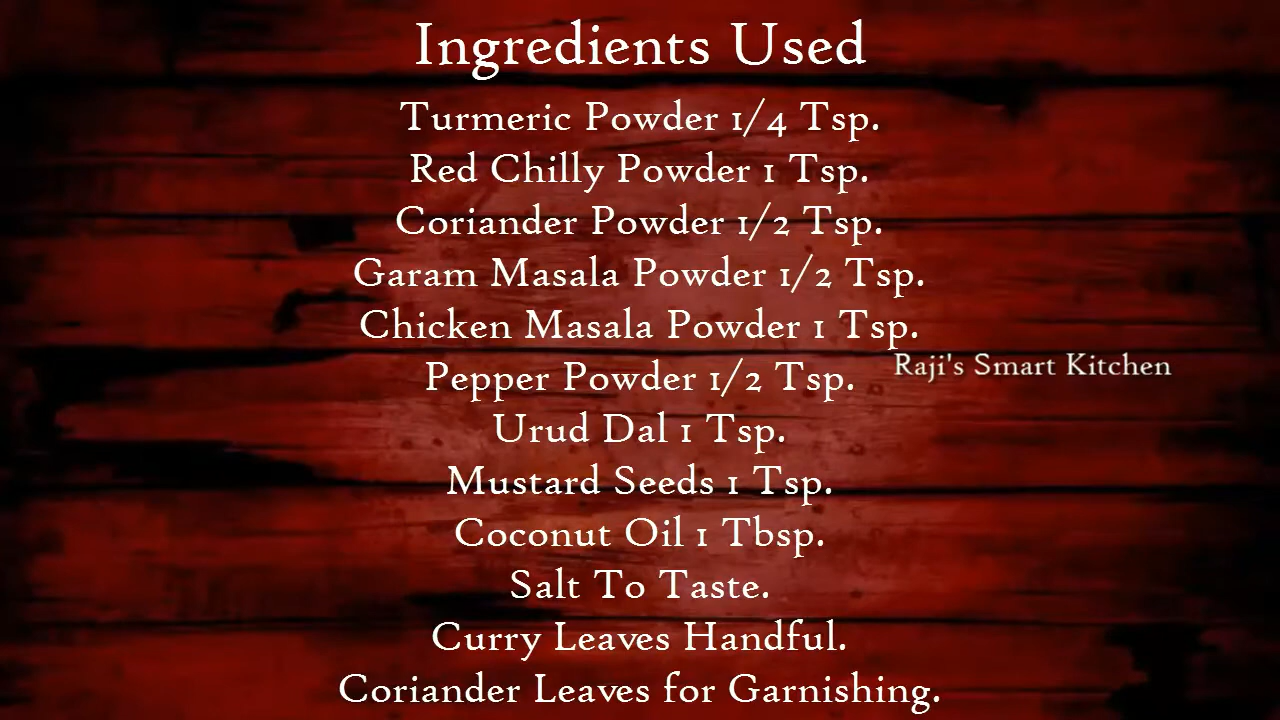 Ingredients Used
Turmeric Powder 1/4 Tsp.
Red Chilly Powder 1 Tsp.
Coriander Powder 1/2 Tsp.
Garam Masala Powder 1/2 Tsp.
Chicken Masala Powder 1 Tsp.
Raji's Smart Kitchen
Pepper Powder 1/2 Tsp.
Urud Dal 1 Tsp.
Mustard Seeds 1 Tsp.
Coconut Oil 1 Tbsp.
Salt To Taste.
Curry Leaves Handful.
Coriander Leaves for Garnishing.